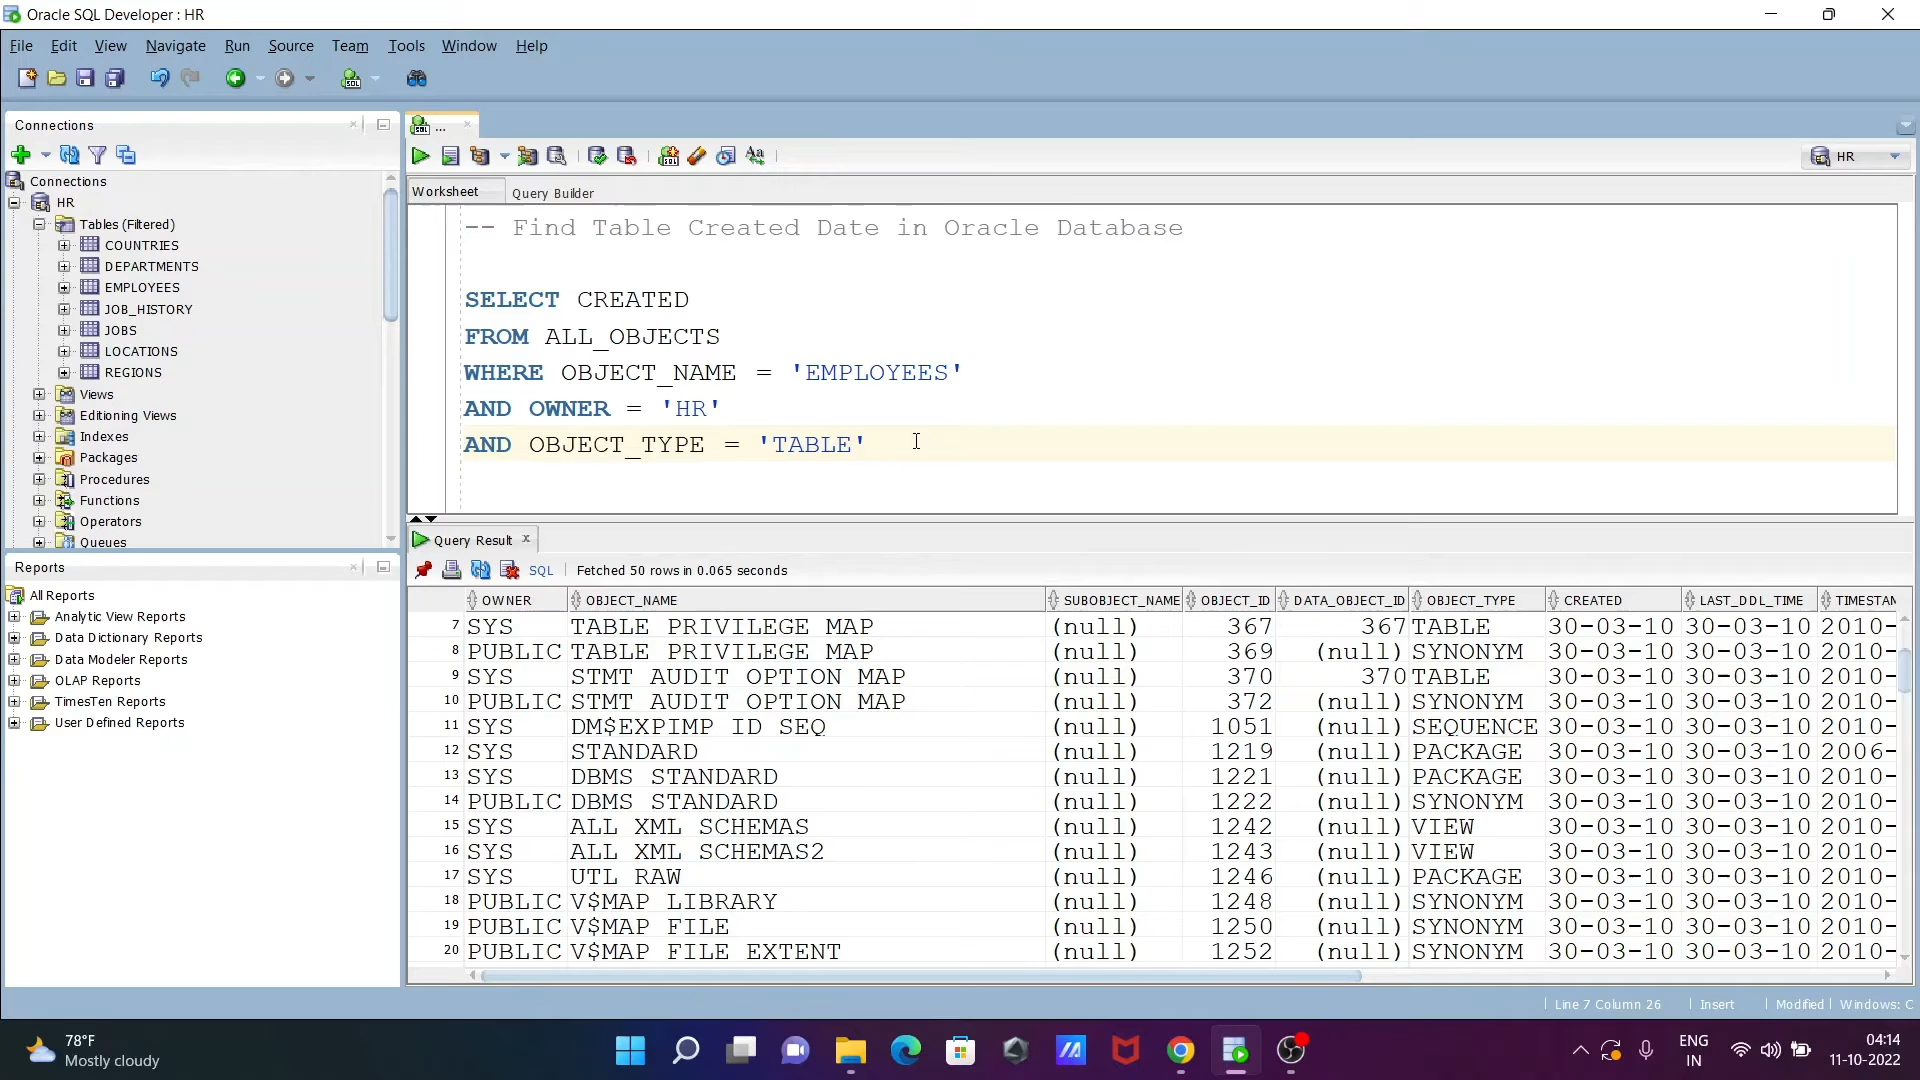 Oracle SQL Developer : HR
File Edit View Navigate Run Source Team Tools Window Help
Connections
Connections
HR
Tables (Filtered)
COUNTRIES
DEPARTMENTS
EMPLOYEES
JOB_HISTORY
JOBS
LOCATIONS
REGIONS
Views
Editioning Views
Indexes
Packages
Procedures
Functions
Operators
Queues
Reports
All Reports
Analytic View Reports
Data Dictionary Reports
Data Modeler Reports
OLAP Reports
TimesTen Reports
User Defined Reports
...
HR
Worksheet Query Builder
-- Find Table Created Date in Oracle Database
SELECT CREATED
FROM ALL_OBJECTS
WHERE OBJECT_NAME = 'EMPLOYEES'
AND OWNER = 'HR'
AND OBJECT_TYPE = 'TABLE'
Query Result
SQL Fetched 50 rows in 0.065 seconds
OWNER OBJECT_NAME SUBOBJECT_NAME OBJECT_ID DATA_OBJECT_ID OBJECT_TYPE CREATED LAST_DDL_TIME TIMESTAM
7 SYS TABLE PRIVILEGE MAP (null) 367 367 TABLE 30-03-10 30-03-10 2010-
8 PUBLIC TABLE PRIVILEGE MAP (null) 369 (null) SYNONYM 30-03-10 30-03-10 2010-
9 SYS STMT AUDIT OPTION MAP (null) 370 370 TABLE 30-03-10 30-03-10 2010-
10 PUBLIC STMT AUDIT OPTION MAP (null) 372 (null) SYNONYM 30-03-10 30-03-10 2010-
11 SYS DM$EXPIMP ID SEQ (null) 1051 (null) SEQUENCE 30-03-10 30-03-10 2010-
12 SYS STANDARD (null) 1219 (null) PACKAGE 30-03-10 30-03-10 2006-
13 SYS DBMS STANDARD (null) 1221 (null) PACKAGE 30-03-10 30-03-10 2010-
14 PUBLIC DBMS STANDARD (null) 1222 (null) SYNONYM 30-03-10 30-03-10 2010-
15 SYS ALL XML SCHEMAS (null) 1242 (null) VIEW 30-03-10 30-03-10 2010-
16 SYS ALL XML SCHEMAS2 (null) 1243 (null) VIEW 30-03-10 30-03-10 2010-
17 SYS UTL RAW (null) 1246 (null) PACKAGE 30-03-10 30-03-10 2010-
18 PUBLIC V$MAP LIBRARY (null) 1248 (null) SYNONYM 30-03-10 30-03-10 2010-
19 PUBLIC V$MAP FILE (null) 1250 (null) SYNONYM 30-03-10 30-03-10 2010-
20 PUBLIC V$MAP FILE EXTENT (null) 1252 (null) SYNONYM 30-03-10 30-03-10 2010-
Line 7 Column 26 Insert Modified Windows: C
78°F
Mostly cloudy
ENG
IN
04:14
11-10-2022